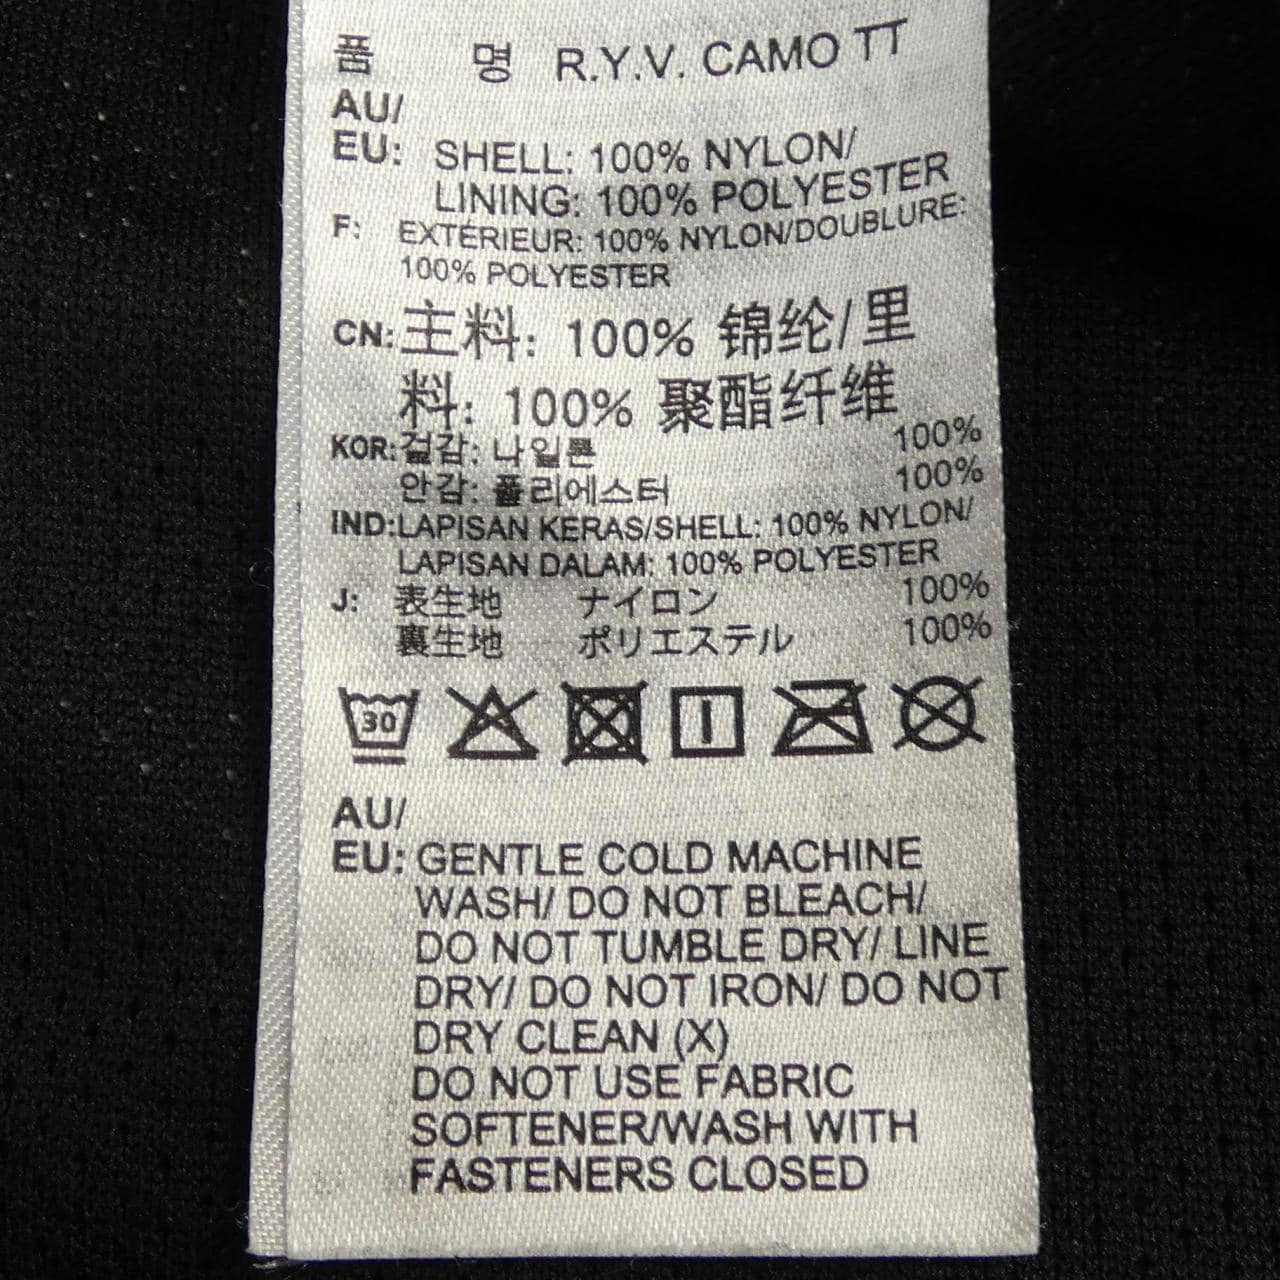 품 명 R.Y.V. CAMO TT
AU/
EU: SHELL: 100% NYLON/
LINING: 100% POLYESTER
F: EXTÉRIEUR: 100% NYLON/DOUBLURE:
100% POLYESTER
CN: 主料: 100% 锦纶/里
料: 100% 聚酯纤维
KOR: 겉감: 나일론 100%
안감: 폴리에스터 100%
IND: LAPISAN KERAS/SHELL: 100% NYLON/
LAPISAN DALAM: 100% POLYESTER
J: 表生地 ナイロン 100%
裏生地 ポリエステル 100%
30
AU/
EU: GENTLE COLD MACHINE
WASH/ DO NOT BLEACH/
DO NOT TUMBLE DRY/ LINE
DRY/ DO NOT IRON/ DO NOT
DRY CLEAN (X)
DO NOT USE FABRIC
SOFTENER/WASH WITH
FASTENERS CLOSED